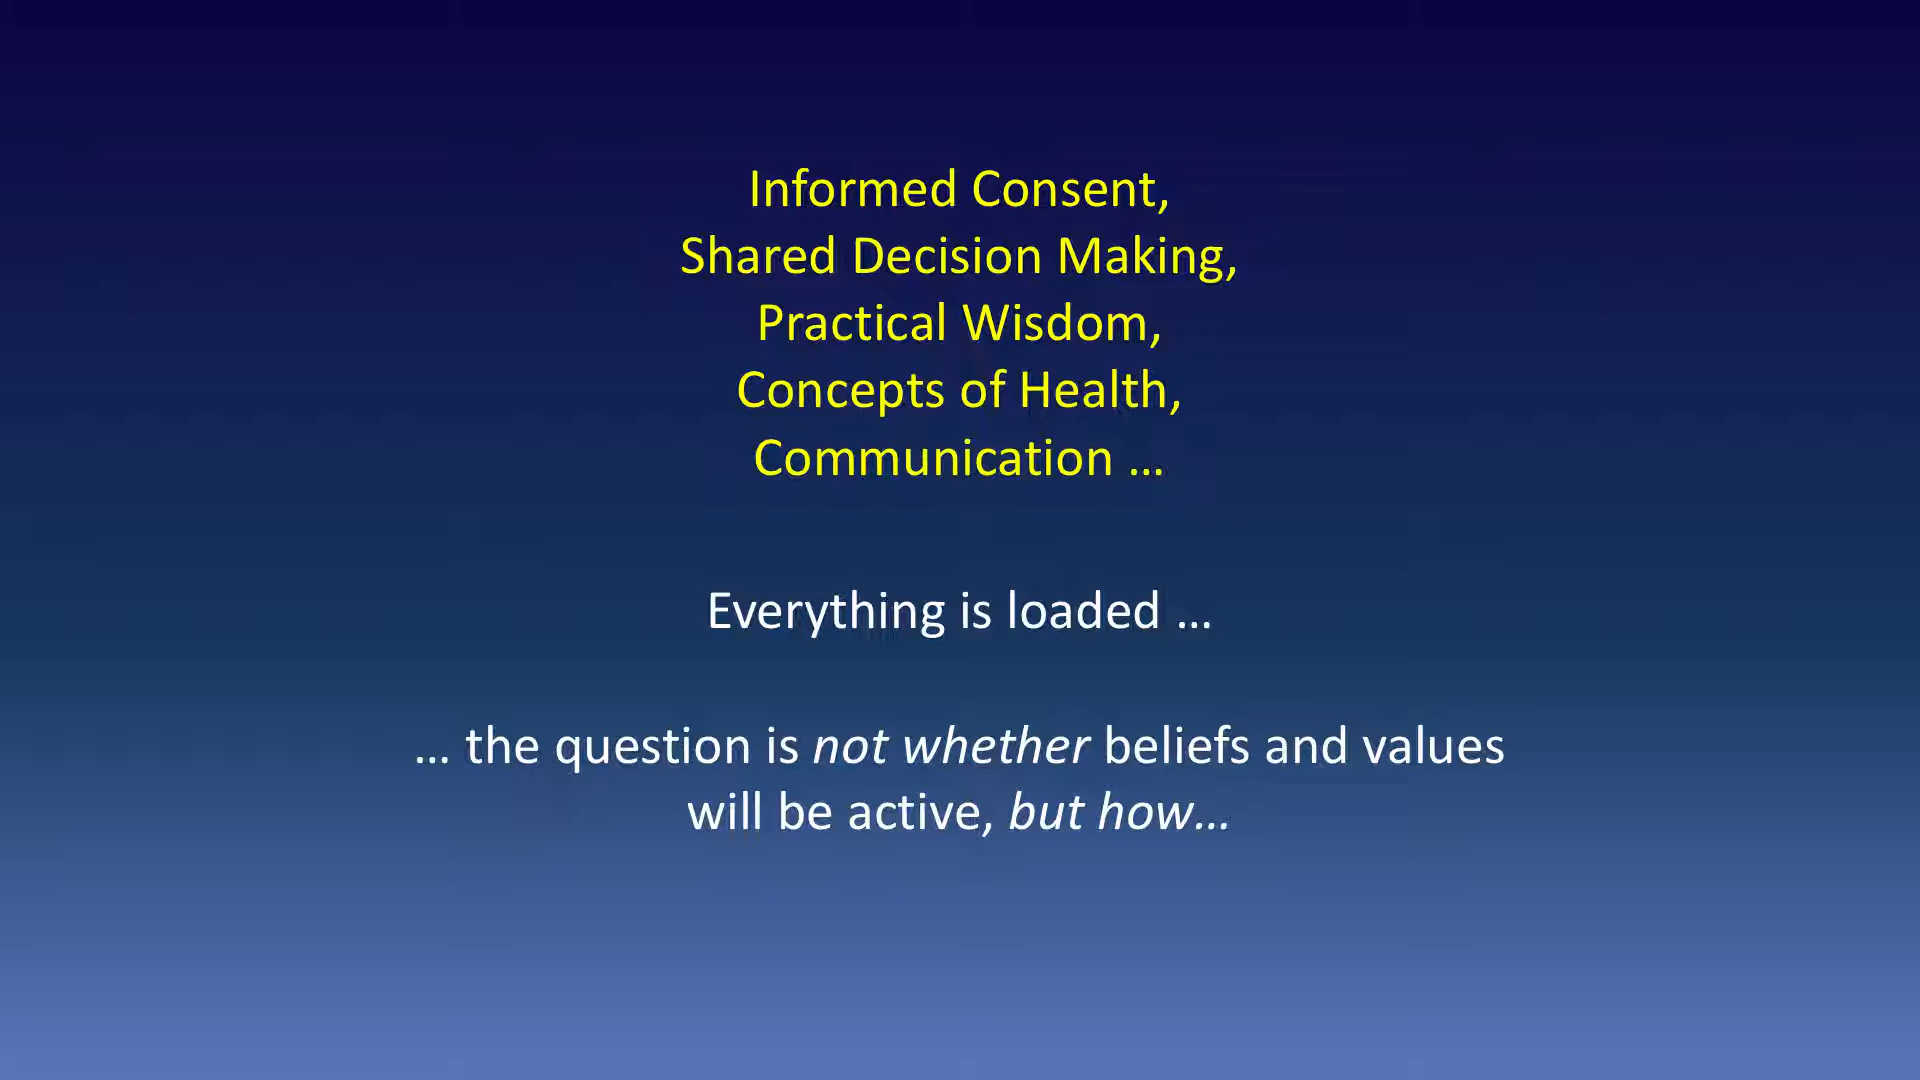 Informed Consent,
Shared Decision Making,
Practical Wisdom,
Concepts of Health,
Communication …
Everything is loaded …
… the question is not whether beliefs and values
will be active, but how…